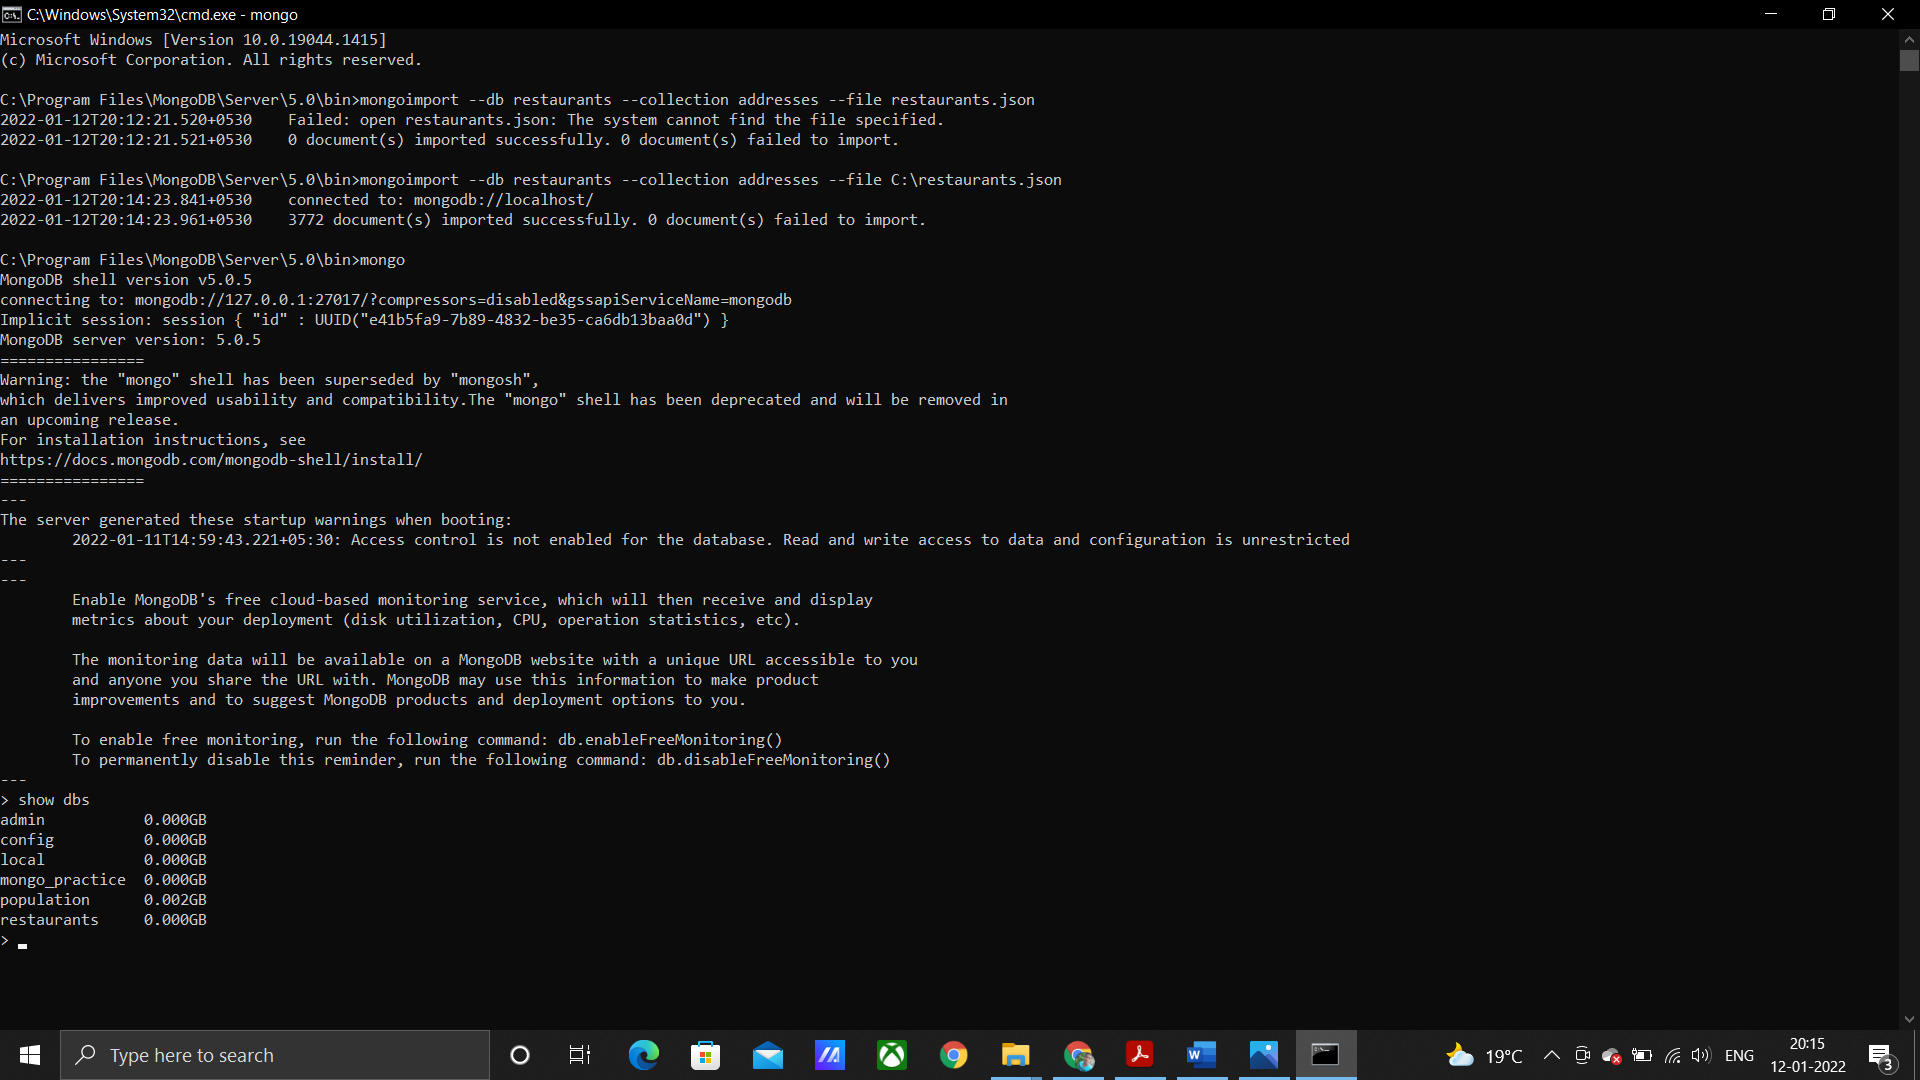 C:\Windows\System32\cmd.exe - mongo
Microsoft Windows [Version 10.0.19044.1415]
(c) Microsoft Corporation. All rights reserved.
C:\Program Files\MongoDB\Server\5.0\bin>mongoimport --db restaurants --collection addresses --file restaurants.json
2022-01-12T20:12:21.520+0530    Failed: open restaurants.json: The system cannot find the file specified.
2022-01-12T20:12:21.521+0530    0 document(s) imported successfully. 0 document(s) failed to import.
C:\Program Files\MongoDB\Server\5.0\bin>mongoimport --db restaurants --collection addresses --file C:\restaurants.json
2022-01-12T20:14:23.841+0530    connected to: mongodb://localhost/
2022-01-12T20:14:23.961+0530    3772 document(s) imported successfully. 0 document(s) failed to import.
C:\Program Files\MongoDB\Server\5.0\bin>mongo
MongoDB shell version v5.0.5
connecting to: mongodb://127.0.0.1:27017/?compressors=disabled&gssapiServiceName=mongodb
Implicit session: session { "id" : UUID("e41b5fa9-7b89-4832-be35-ca6db13baa0d") }
MongoDB server version: 5.0.5
================
Warning: the "mongo" shell has been superseded by "mongosh",
which delivers improved usability and compatibility.The "mongo" shell has been deprecated and will be removed in
an upcoming release.
For installation instructions, see
https://docs.mongodb.com/mongodb-shell/install/
================
---
The server generated these startup warnings when booting:
        2022-01-11T14:59:43.221+05:30: Access control is not enabled for the database. Read and write access to data and configuration is unrestricted
---
---
        Enable MongoDB's free cloud-based monitoring service, which will then receive and display
        metrics about your deployment (disk utilization, CPU, operation statistics, etc).
        The monitoring data will be available on a MongoDB website with a unique URL accessible to you
        and anyone you share the URL with. MongoDB may use this information to make product
        improvements and to suggest MongoDB products and deployment options to you.
        To enable free monitoring, run the following command: db.enableFreeMonitoring()
        To permanently disable this reminder, run the following command: db.disableFreeMonitoring()
---
> show dbs
admin           0.000GB
config          0.000GB
local           0.000GB
mongo_practice  0.000GB
population      0.002GB
restaurants     0.000GB
>
Type here to search
19°C
ENG
20:15
12-01-2022
3